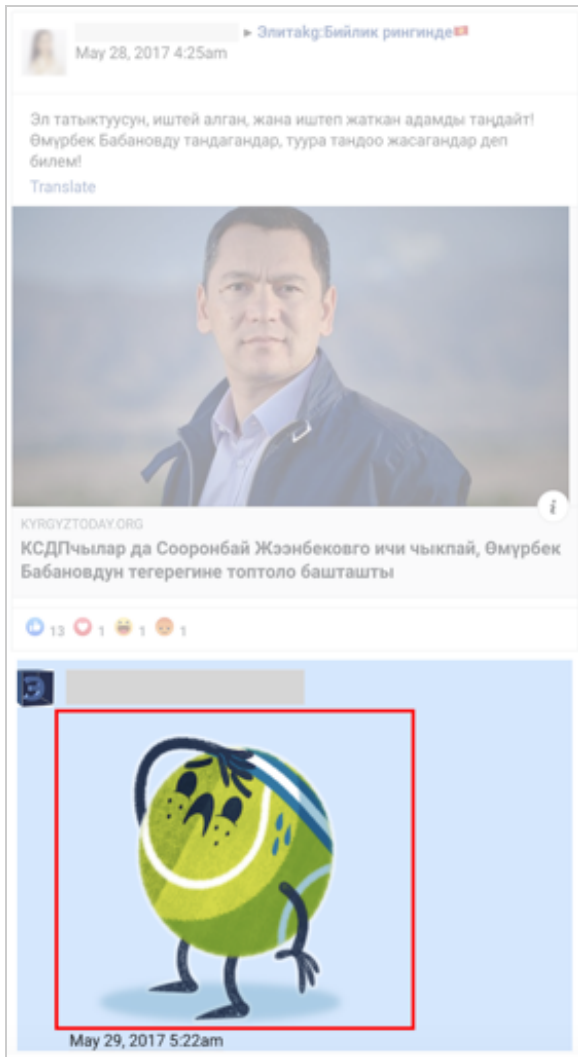 ▸ Элитаkg:Бийлик рингинде
May 28, 2017 4:25am
Эл татыктуусун, иштей алган, жана иштеп жаткан адамды таңдайт!
Өмүрбек Бабановду тандагандар, туура тандоо жасагандар деп
билем!
Translate
KYRGYZTODAY.ORG
КСДПчылар да Сооронбай Жээнбековго ичи чыкпай, Өмүрбек
Бабановдун тегерегине топтоло башташты
13 1 1 1
May 29, 2017 5:22am